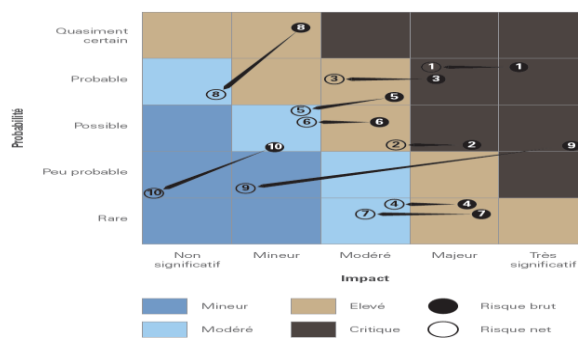 Quasiment
certain
8
1 1
Probable
3 3
8
5
5
Possible
6 6
10
2 2 9
Peu probable
10 9
4 4
Rare
7 7
Probabilité
Non
significatif
Mineur
Modéré
Majeur
Très
significatif
Impact
Mineur
Elevé
Risque brut
Modéré
Critique
Risque net